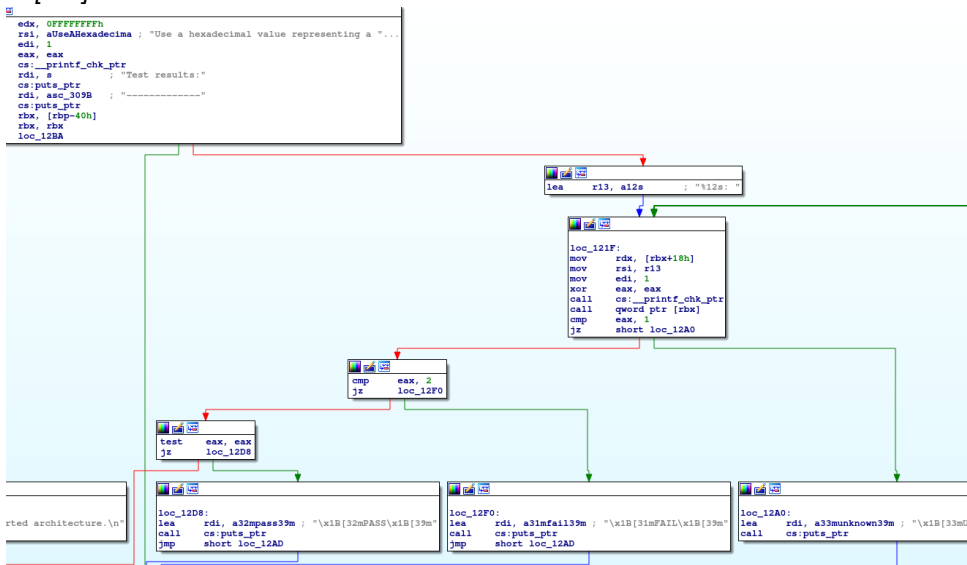 edx, 0FFFFFFFFh
rsi, aUseAHexadecima ; "Use a hexadecimal value representing a "...
edi, 1
eax, eax
cs:__printf_chk_ptr
rdi, s ; "Test results:"
cs:puts_ptr
rdi, asc_309B ; "-------------"
cs:puts_ptr
rbx, [rbp-40h]
rbx, rbx
loc_12BA
lea r13, a12s ; "%12s: "
loc_121F:
mov rdx, [rbx+18h]
mov rsi, r13
mov edi, 1
xor eax, eax
call cs:__printf_chk_ptr
call qword ptr [rbx]
cmp eax, 1
jz short loc_12A0
cmp eax, 2
jz loc_12F0
test eax, eax
jz loc_12D8
rted architecture.\n"
loc_12D8:
lea rdi, a32mpass39m ; "\x1B[32mPASS\x1B[39m"
call cs:puts_ptr
jmp short loc_12AD
loc_12F0:
lea rdi, a31mfail39m ; "\x1B[31mFAIL\x1B[39m"
call cs:puts_ptr
jmp short loc_12AD
loc_12A0:
lea rdi, a33munknown39m ; "\x1B[33mU
call cs:puts_ptr